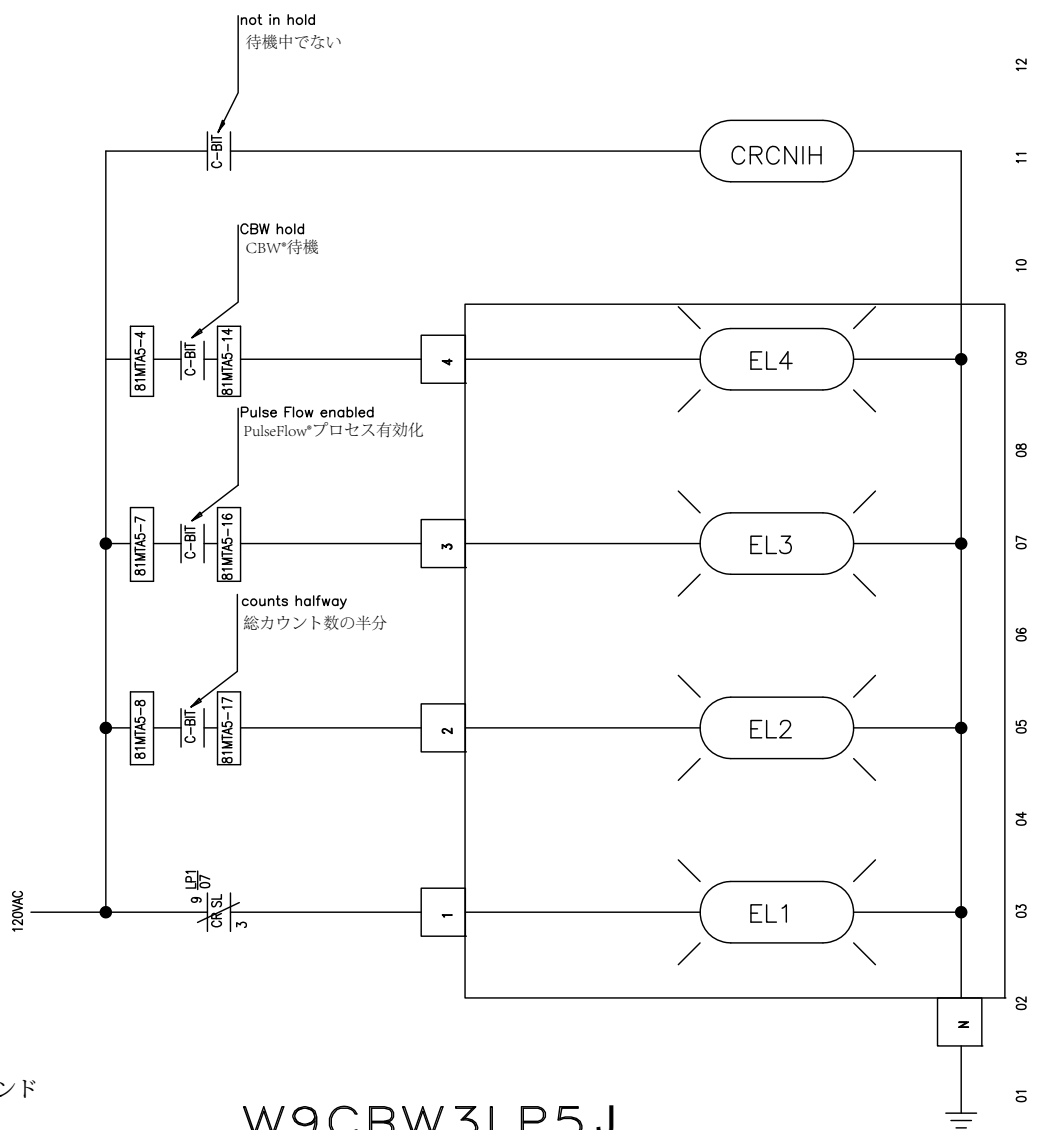 not in hold
待機中でない
12
C-BIT
CRCNIH
11
CBW hold
CBW®待機
10
81MTA5-4
C-BIT
81MTA5-14
4
EL4
09
Pulse Flow enabled
PulseFlow®プロセス有効化
08
81MTA5-7
C-BIT
81MTA5-16
3
EL3
07
counts halfway
総カウント数の半分
06
81MTA5-8
C-BIT
81MTA5-17
2
EL2
05
04
120VAC
9
LP1
07
CR SL
3
1
EL1
03
02
N
ンド
01
W9CBW3LP5J